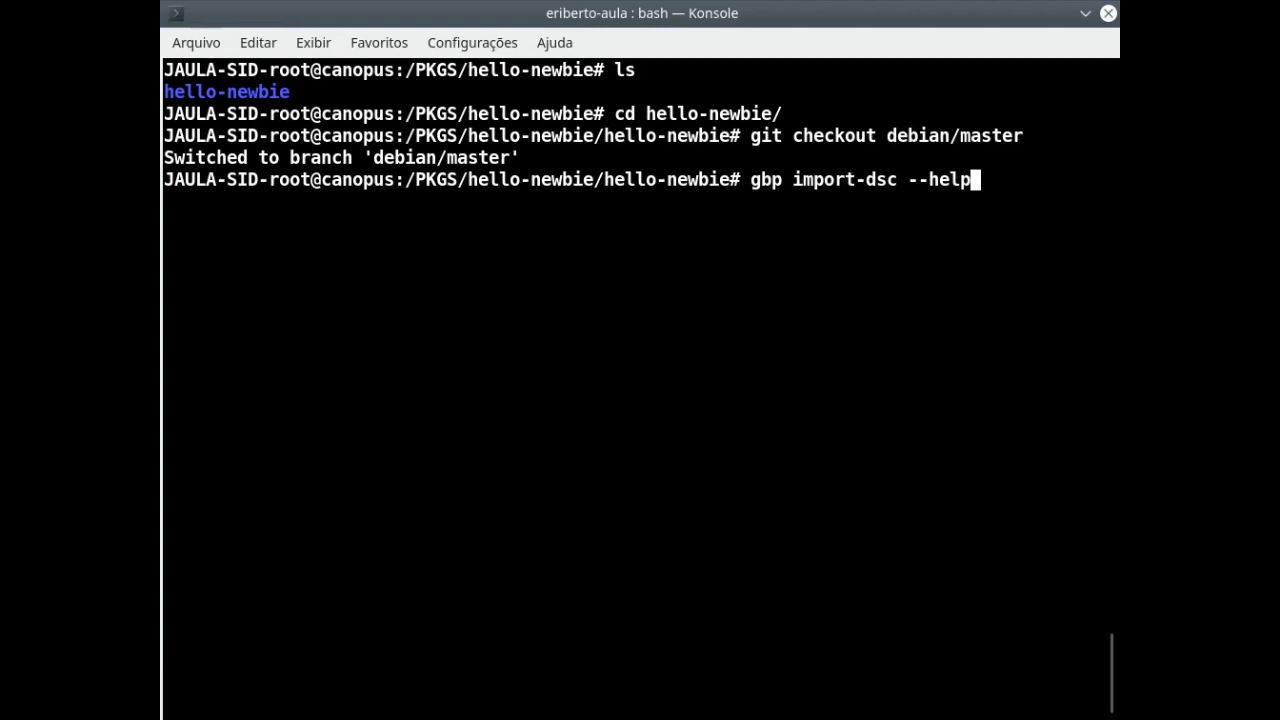 eriberto-aula : bash — Konsole
Arquivo Editar Exibir Favoritos Configurações Ajuda
JAULA-SID-root@canopus:/PKGS/hello-newbie# ls
hello-newbie
JAULA-SID-root@canopus:/PKGS/hello-newbie# cd hello-newbie/
JAULA-SID-root@canopus:/PKGS/hello-newbie/hello-newbie# git checkout debian/master
Switched to branch 'debian/master'
JAULA-SID-root@canopus:/PKGS/hello-newbie/hello-newbie# gbp import-dsc --help